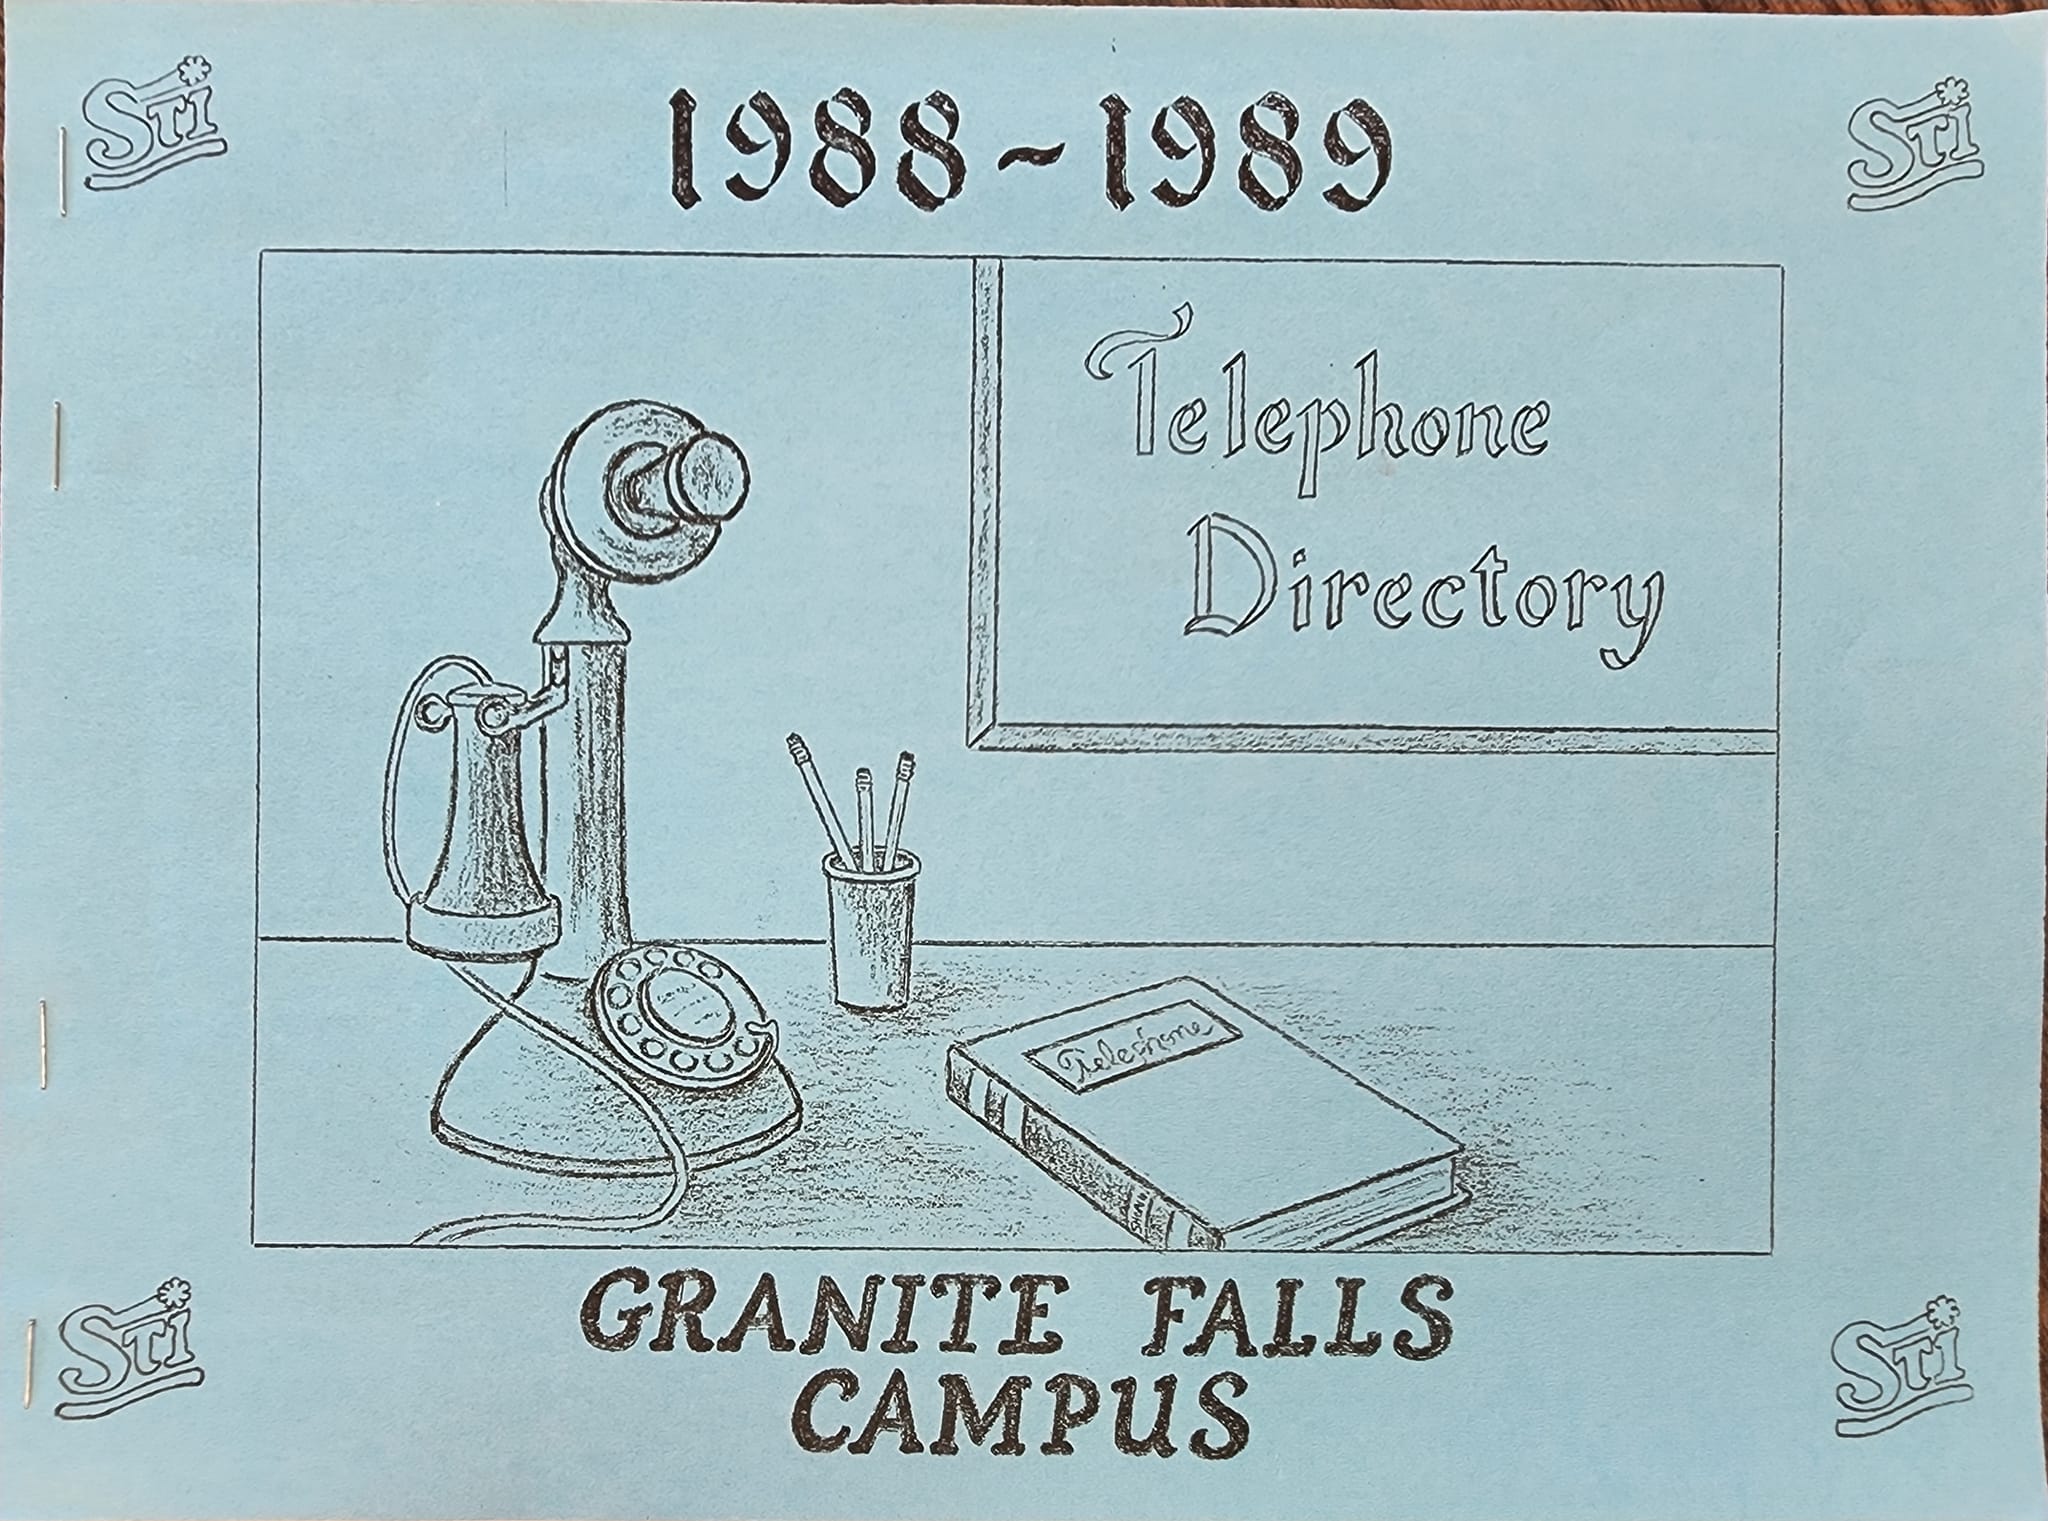 STI
1988~1989
STI
Telephone
Directory
Telephone
STI
GRANITE FALLS
CAMPUS
STI